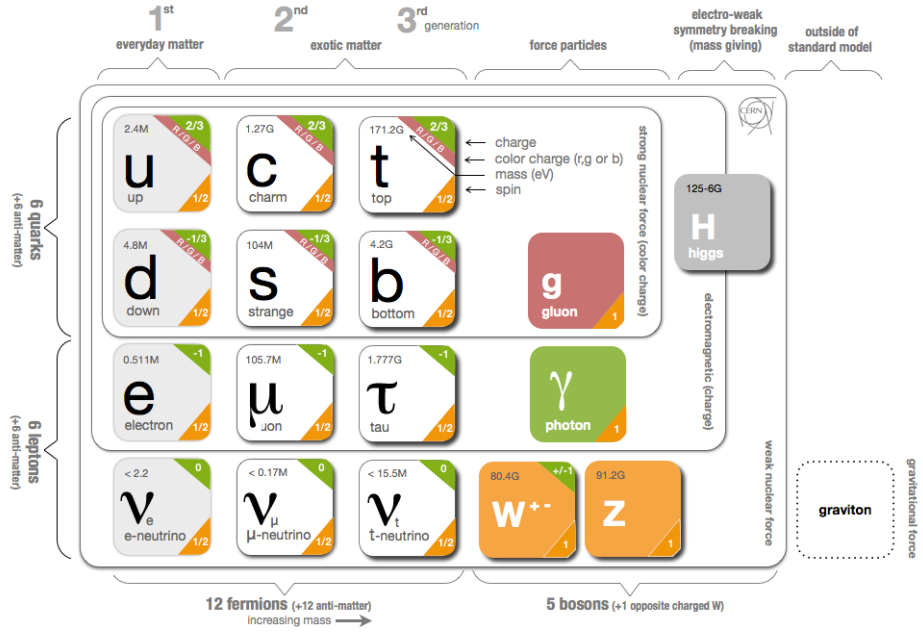 1st
2nd
3rd generation
everyday matter
exotic matter
force particles
electro-weak
symmetry breaking
(mass giving)
outside of
standard model
CERN
2.4M
2/3
R/G/B
u
up
1/2
1.27G
2/3
R/G/B
c
charm
1/2
171.2G
2/3
R/G/B
t
top
1/2
charge
color charge (r,g or b)
mass (eV)
spin
strong nuclear force (color charge)
125-6G
H
higgs
6 quarks
(+6 anti-matter)
4.8M
-1/3
R/G/B
d
down
1/2
104M
-1/3
R/G/B
s
strange
1/2
4.2G
-1/3
R/G/B
b
bottom
1/2
g
gluon
1
electromagnetic (charge)
6 leptons
(+6 anti-matter)
0.511M
-1
e
electron
1/2
105.7M
-1
μ
uon
1/2
1.777G
-1
τ
tau
1/2
γ
photon
1
weak nuclear force
< 2.2
0
νe
e-neutrino
1/2
< 0.17M
0
νμ
μ-neutrino
1/2
< 15.5M
0
νt
t-neutrino
1/2
80.4G
+/-1
W+-
1
91.2G
Z
1
graviton
gravitational force
12 fermions (+12 anti-matter)
increasing mass
5 bosons (+1 opposite charged W)